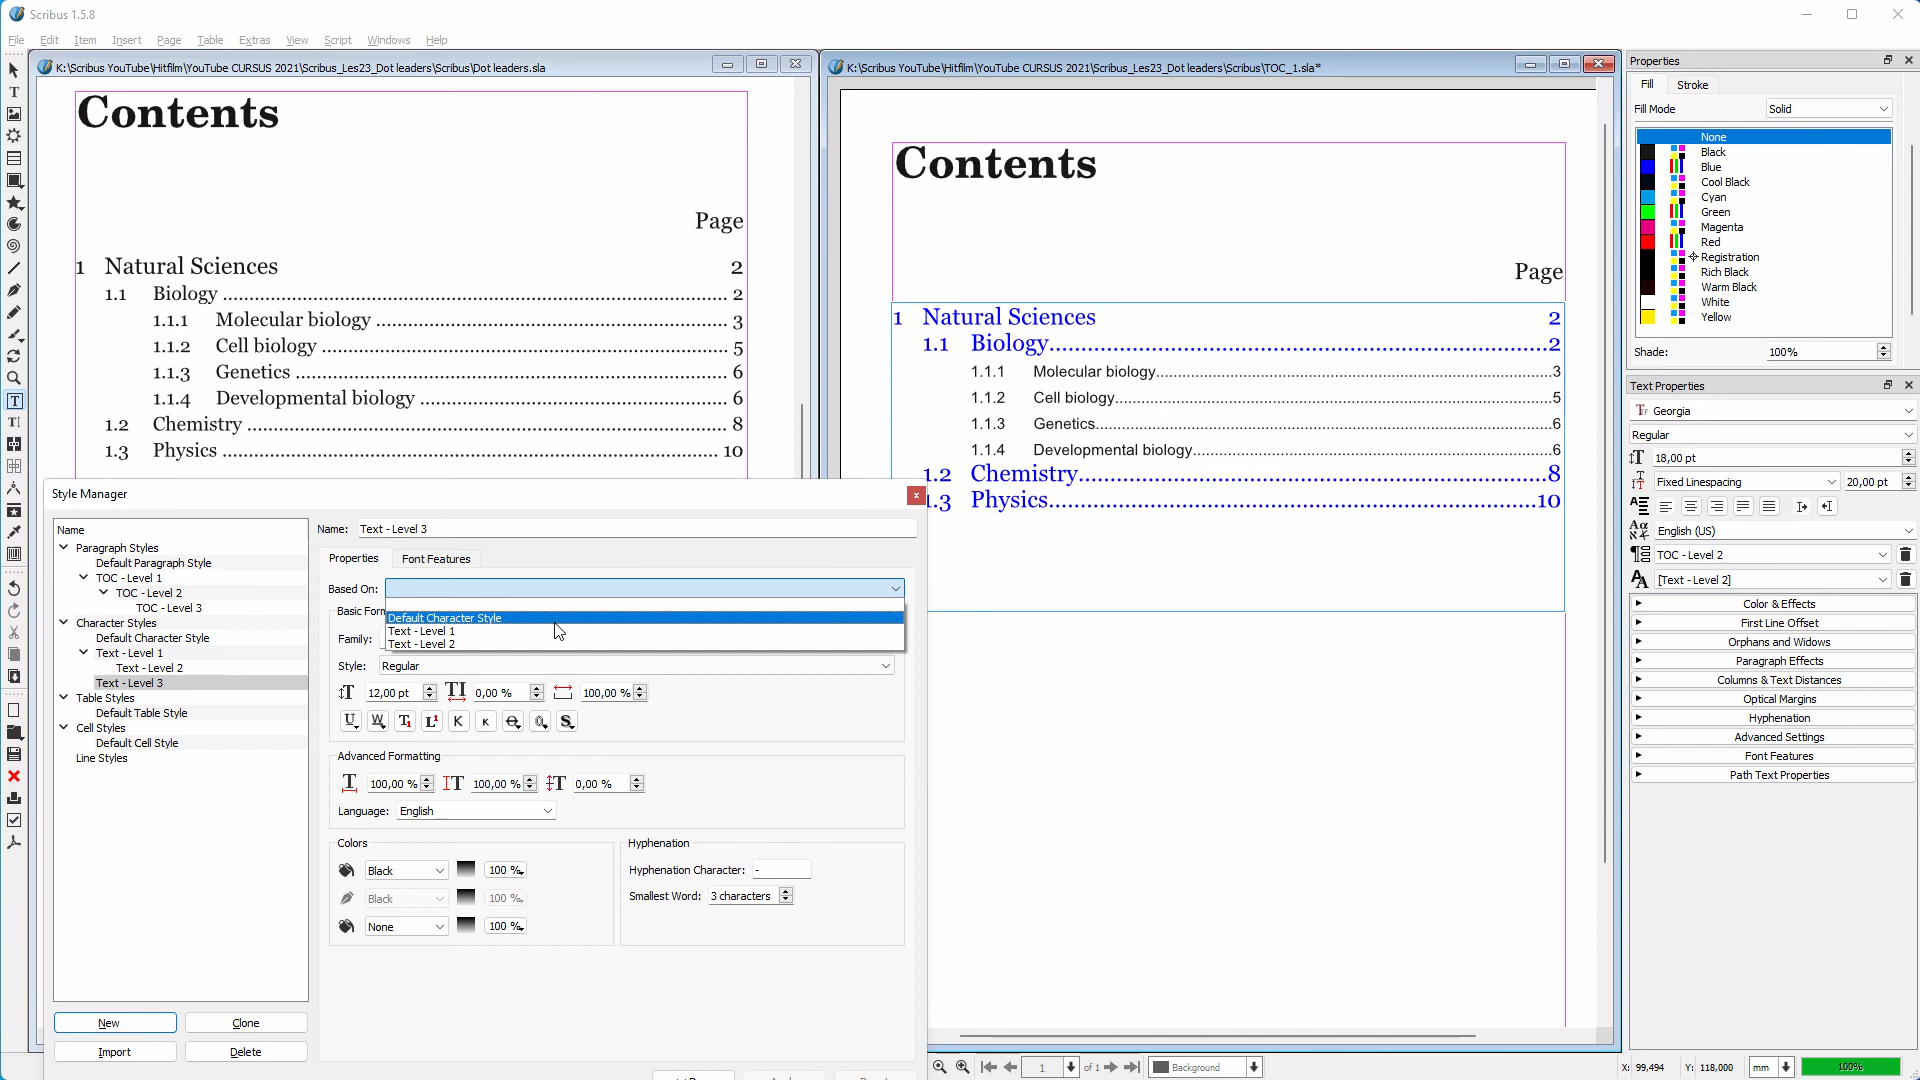 Scribus 1.5.8
File Edit Item Insert Page Table Extras View Script Windows Help
K:\Scribus YouTube\Hitfilm\YouTube CURSUS 2021\Scribus_Les23_Dot leaders\Scribus\Dot leaders.sla
Contents
Page
1 Natural Sciences 2
1.1 Biology ........ 2
1.1.1 Molecular biology ........ 3
1.1.2 Cell biology ........ 5
1.1.3 Genetics ........ 6
1.1.4 Developmental biology ........ 6
1.2 Chemistry ........ 8
1.3 Physics ........ 10
K:\Scribus YouTube\Hitfilm\YouTube CURSUS 2021\Scribus_Les23_Dot leaders\Scribus\TOC_1.sla*
Contents
Page
1 Natural Sciences 2
1.1 Biology........2
1.1.1 Molecular biology........3
1.1.2 Cell biology........5
1.1.3 Genetics........6
1.1.4 Developmental biology........6
1.2 Chemistry........8
1.3 Physics........10
Style Manager
Name
Paragraph Styles
Default Paragraph Style
TOC - Level 1
TOC - Level 2
TOC - Level 3
Character Styles
Default Character Style
Text - Level 1
Text - Level 2
Text - Level 3
Table Styles
Default Table Style
Cell Styles
Default Cell Style
Line Styles
New Clone
Import Delete
Name: Text - Level 3
Properties Font Features
Based On:
Default Character Style
Text - Level 1
Text - Level 2
Basic Form
Family:
Style: Regular
12,00 pt 0,00 % 100,00 %
Advanced Formatting
100,00 % 100,00 % 0,00 %
Language: English
Colors
Black 100 %
Black 100 %
None 100 %
Hyphenation
Hyphenation Character: -
Smallest Word: 3 characters
Properties
Fill Stroke
Fill Mode Solid
None
Black
Blue
Cool Black
Cyan
Green
Magenta
Red
Registration
Rich Black
Warm Black
White
Yellow
Shade: 100%
Text Properties
Georgia
Regular
18,00 pt
Fixed Linespacing 20,00 pt
English (US)
TOC - Level 2
[Text - Level 2]
Color & Effects
First Line Offset
Orphans and Widows
Paragraph Effects
Columns & Text Distances
Optical Margins
Hyphenation
Advanced Settings
Font Features
Path Text Properties
1 of 1 Background
X: 99,494 Y: 118,000 mm 100%